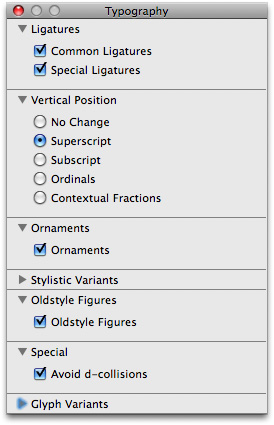 Typography
Ligatures
Common Ligatures
Special Ligatures
Vertical Position
No Change
Superscript
Subscript
Ordinals
Contextual Fractions
Ornaments
Ornaments
Stylistic Variants
Oldstyle Figures
Oldstyle Figures
Special
Avoid d-collisions
Glyph Variants